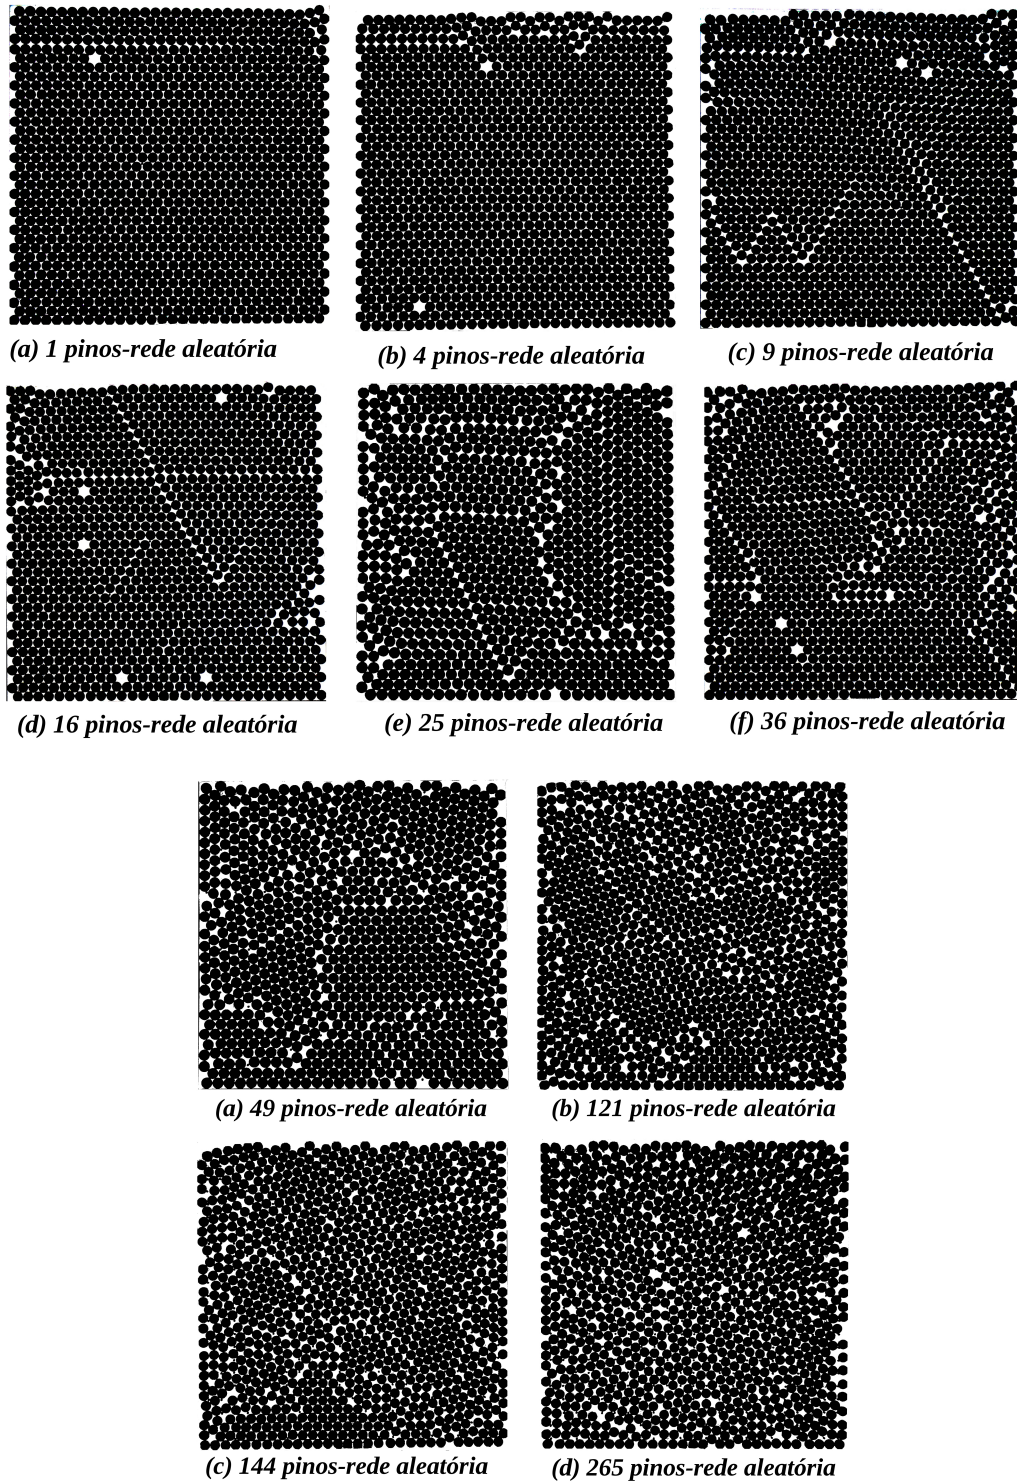 (a) 1 pinos-rede aleatória
(b) 4 pinos-rede aleatória
(c) 9 pinos-rede aleatória
(d) 16 pinos-rede aleatória
(e) 25 pinos-rede aleatória
(f) 36 pinos-rede aleatória
(a) 49 pinos-rede aleatória
(b) 121 pinos-rede aleatória
(c) 144 pinos-rede aleatória
(d) 265 pinos-rede aleatória